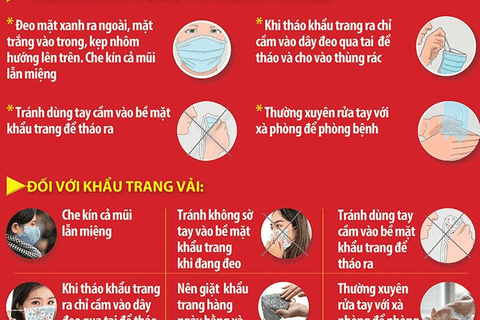 * Đeo mặt xanh ra ngoài, mặt
trắng vào trong, kẹp nhôm
hướng lên trên. Che kín cả mũi
lẫn miệng
* Khi tháo khẩu trang ra chỉ
cầm vào dây đeo qua tai để
tháo và cho vào thùng rác
* Tránh dùng tay cầm vào bề mặt
khẩu trang để tháo ra
* Thường xuyên rửa tay với
xà phòng để phòng bệnh
ĐỐI VỚI KHẨU TRANG VẢI:
Che kín cả mũi
lẫn miệng
Tránh không sờ
tay vào bề mặt
khẩu trang
khi đang đeo
Tránh dùng tay
cầm vào bề mặt
khẩu trang để
tháo ra
Khi tháo khẩu trang
ra chỉ cầm vào dây
đeo qua tai để tháo
Nên giặt khẩu
trang hàng
ngày bằng xà
Thường xuyên
rửa tay với xà
phòng để phòng